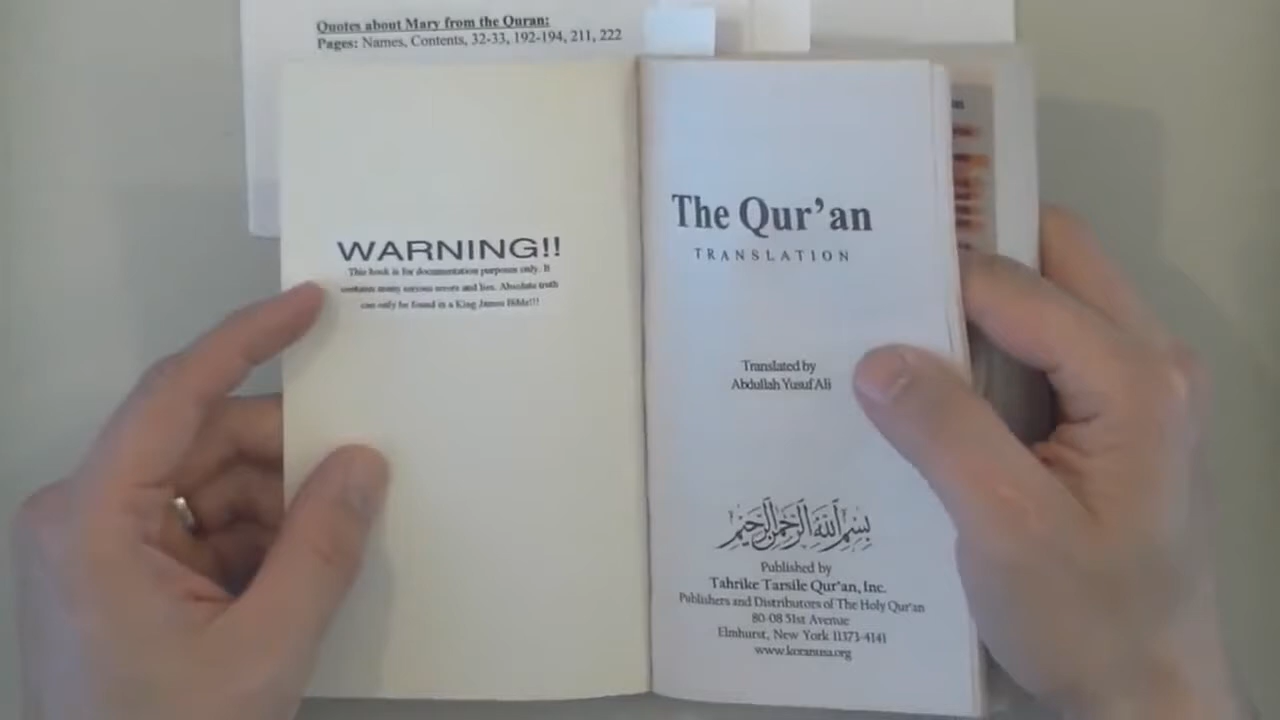 Quotes about Mary from the Quran:
Pages: Names, Contents, 32-33, 192-194, 211, 222
WARNING!!
This book is for documentation purposes only. It
contains many serious errors and lies. Absolute truth
can only be found in a King James Bible!!!
The Qur'an
TRANSLATION
Translated by
Abdullah Yusuf Ali
بسم الله الرحمن الرحيم
Published by
Tahrike Tarsile Qur'an, Inc.
Publishers and Distributors of The Holy Qur'an
80-08 51st Avenue
Elmhurst, New York 11373-4141
www.koranusa.org